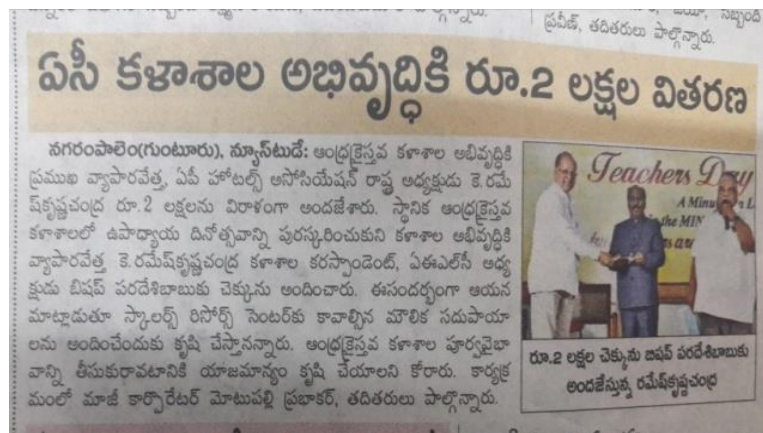 పాల్గొన్నారు.
ప్రవీణ్, తదితరులు పాల్గొన్నారు.
ఏసీ కళాశాల అభివృద్ధికి రూ.2 లక్షల వితరణ
నగరంపాలెం(గుంటూరు), న్యూస్‌టుడే: ఆంధ్రక్రైస్తవ కళాశాల అభివృద్ధికి
ప్రముఖ వ్యాపారవేత్త, ఏపీ హోటల్స్ అసోసియేషన్ రాష్ట్ర అధ్యక్షుడు కె.రమే
ష్‌కృష్ణచంద్ర రూ.2 లక్షలను విరాళంగా అందజేశారు. స్థానిక ఆంధ్రక్రైస్తవ
కళాశాలలో ఉపాధ్యాయ దినోత్సవాన్ని పురస్కరించుకుని కళాశాల అభివృద్ధికి
వ్యాపారవేత్త కె.రమేష్‌కృష్ణచంద్ర కళాశాల కరస్పాండెంట్, ఏఈఎల్‌సీ అధ్య
క్షుడు బిషప్ పరదేశిబాబుకు చెక్కును అందించారు. ఈసందర్భంగా ఆయన
మాట్లాడుతూ స్కాలర్స్ రిసోర్స్ సెంటర్‌కు కావాల్సిన మౌలిక సదుపాయా
లను అందించేందుకు కృషి చేస్తానన్నారు. ఆంధ్రక్రైస్తవ కళాశాల పూర్వవైభా
వాన్ని తీసుకురావటానికి యాజమాన్యం కృషి చేయాలని కోరారు. కార్యక్ర
మంలో మాజీ కార్పొరేటర్ మోటుపల్లి ప్రభాకర్, తదితరులు పాల్గొన్నారు.
Teachers Day
A
the MIN
రూ.2 లక్షల చెక్కును బిషప్ పరదేశిబాబుకు
అందజేస్తున్న రమేష్‌కృష్ణచంద్ర